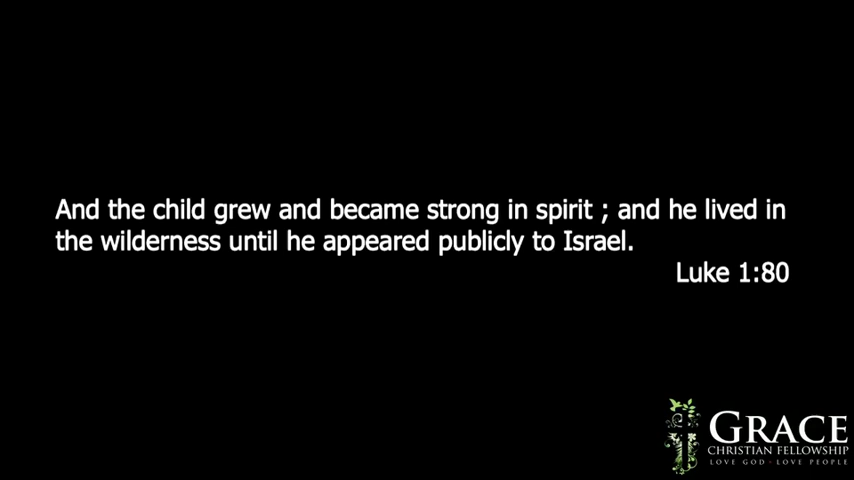 And the child grew and became strong in spirit ; and he lived in
the wilderness until he appeared publicly to Israel.
Luke 1:80
GRACE
CHRISTIAN FELLOWSHIP
LOVE GOD - LOVE PEOPLE